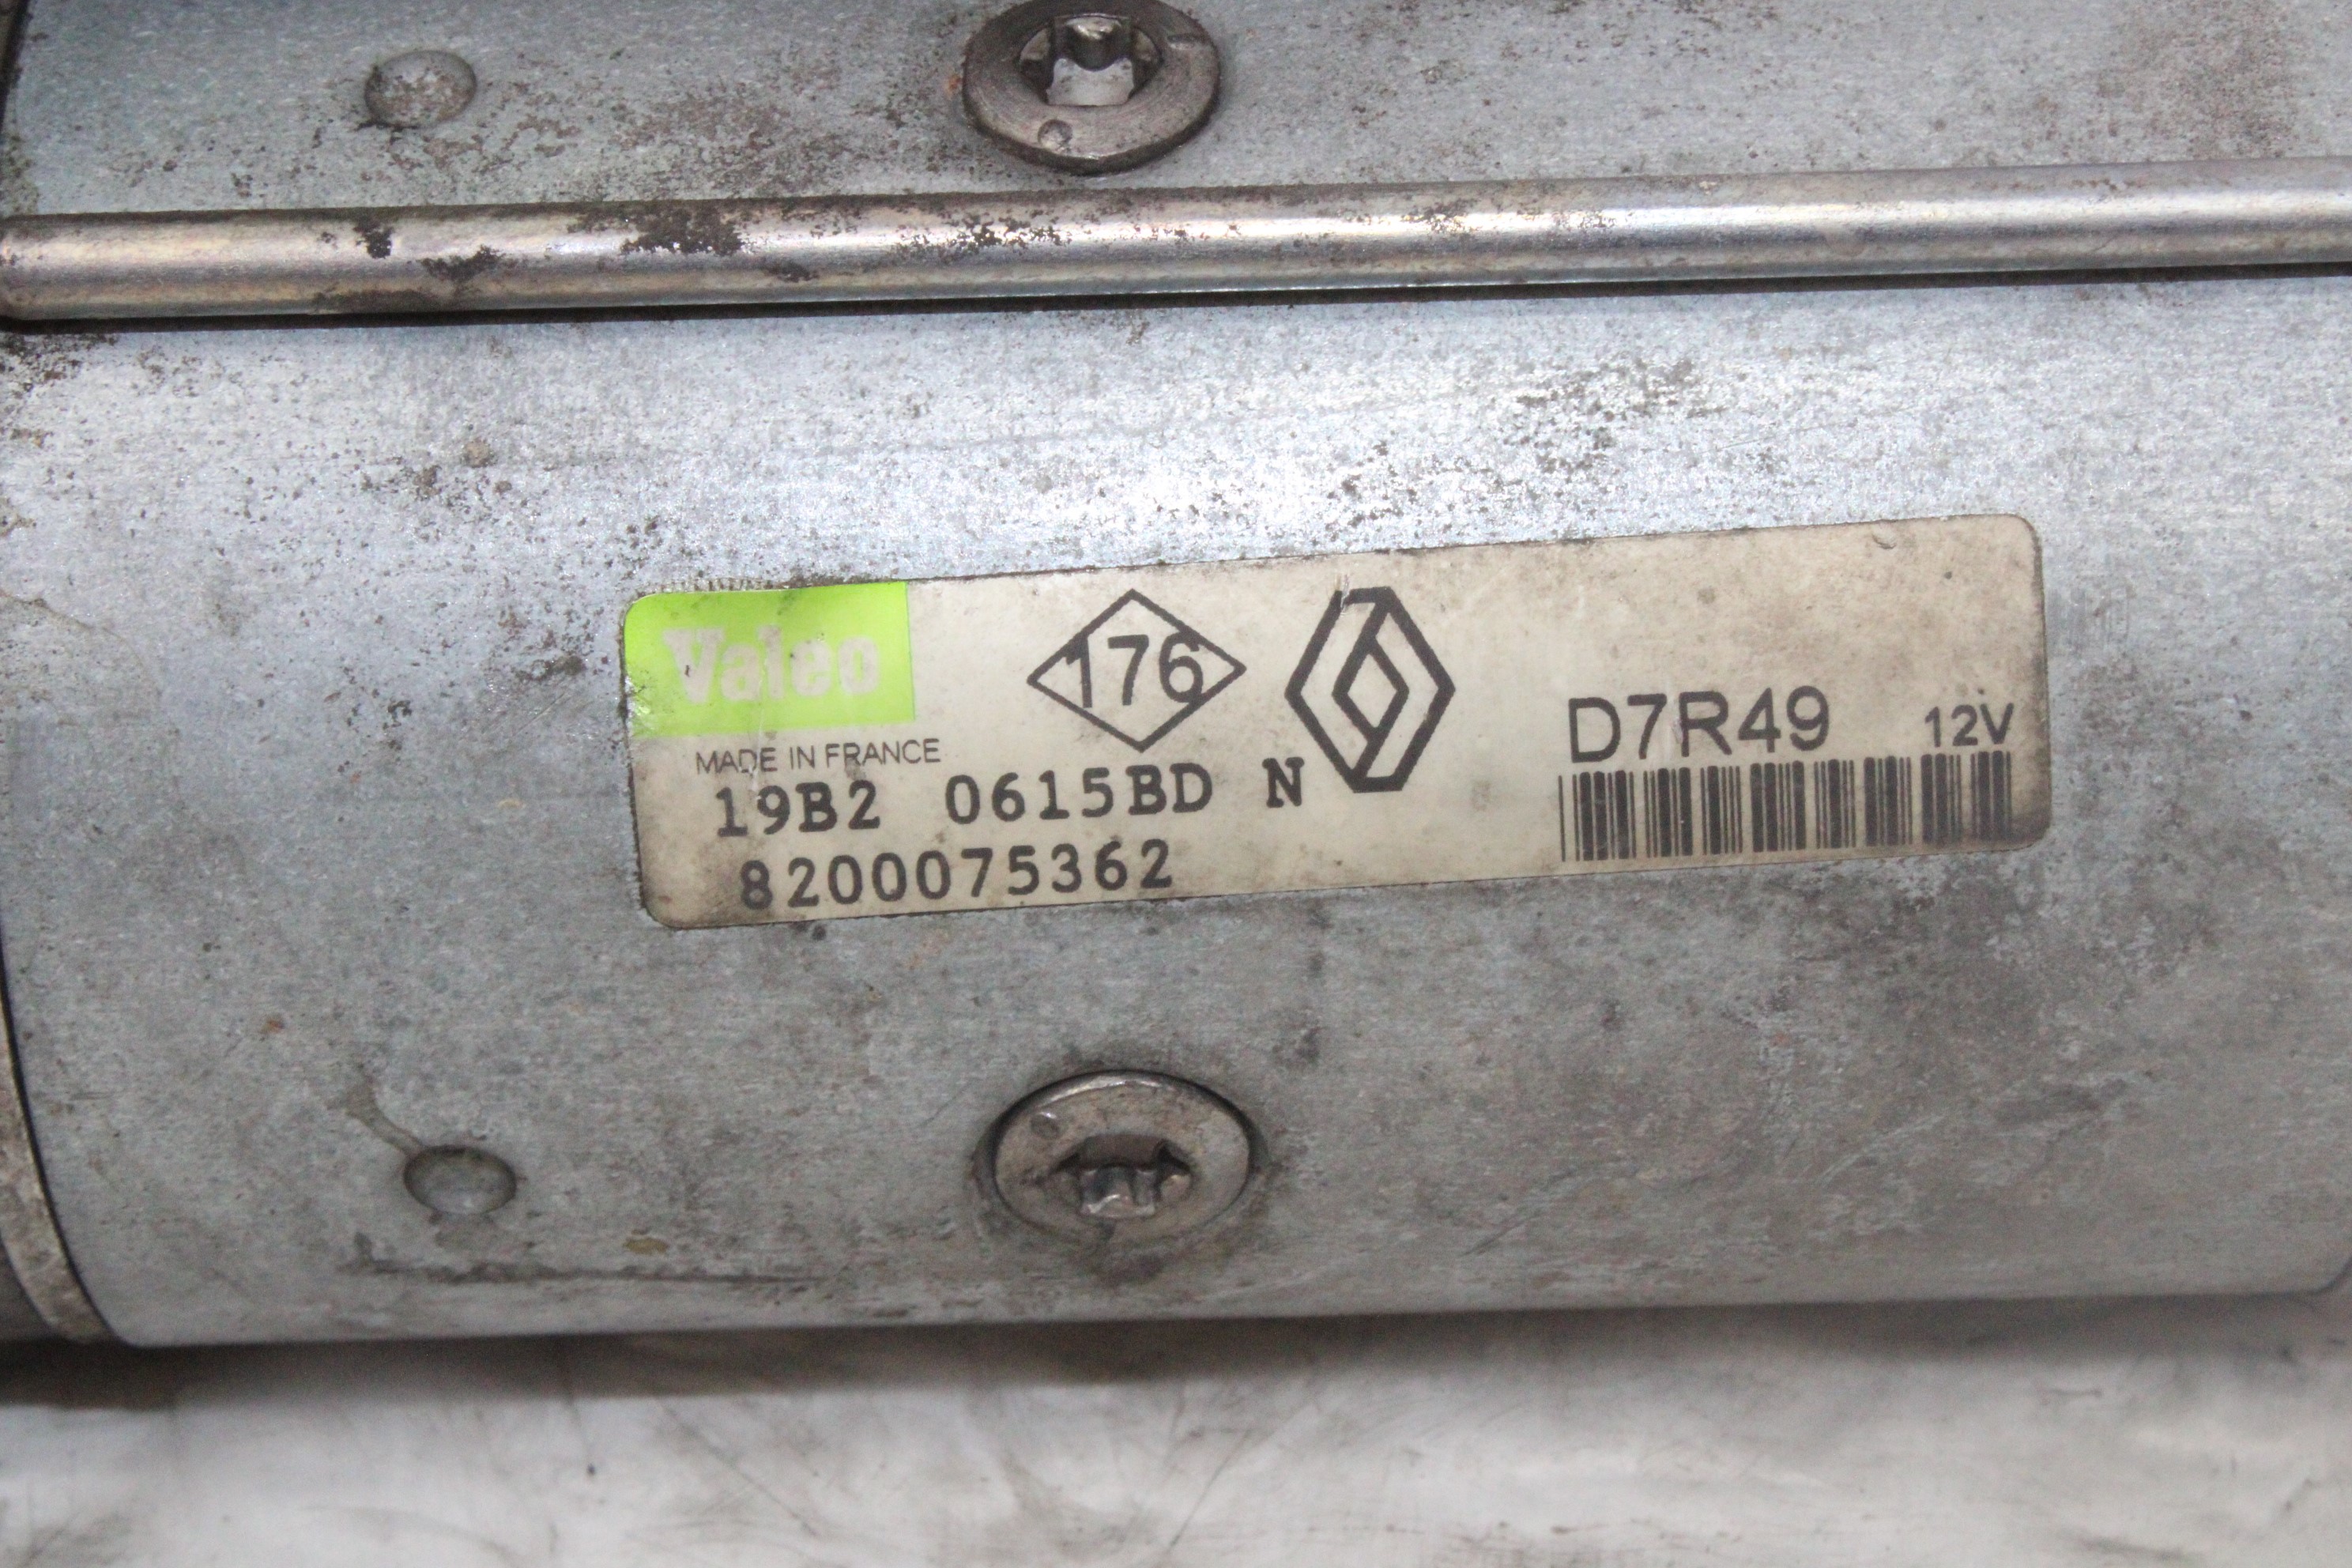 Valeo
176
D7R49 12V
MADE IN FRANCE
19B2 0615BD N
8200075362